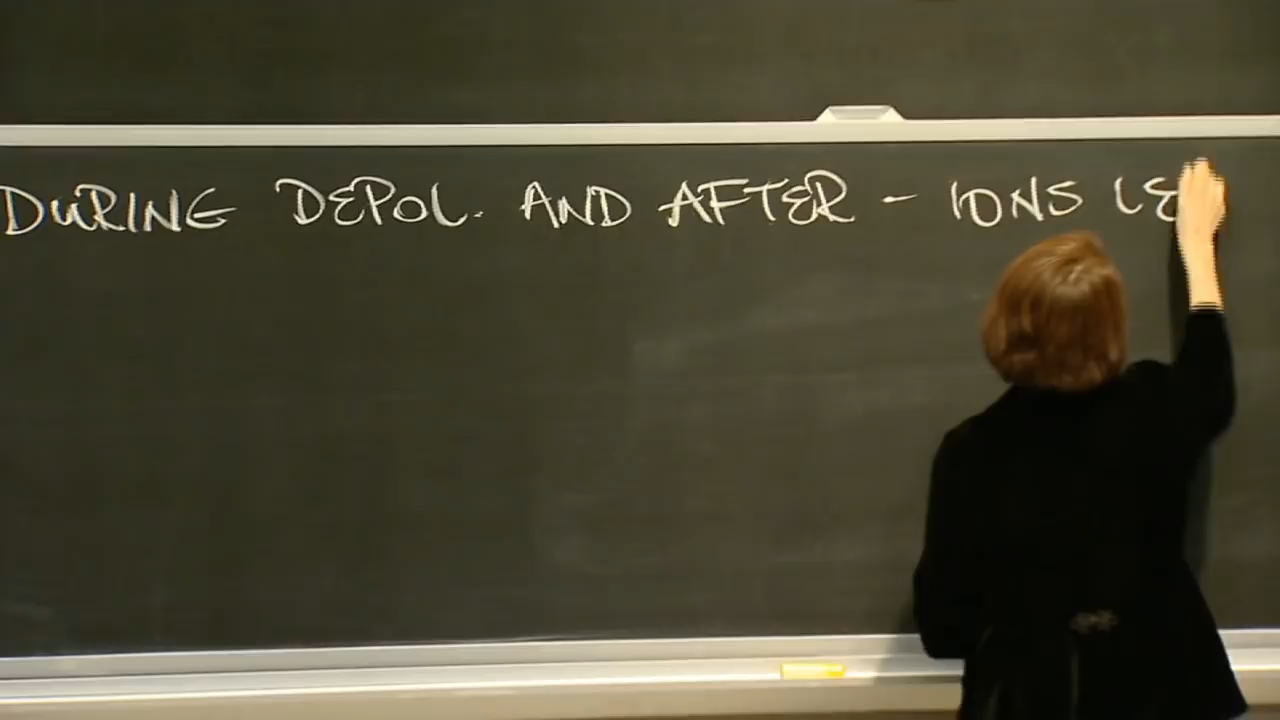 DURING DEPOL. AND AFTER - IONS LE